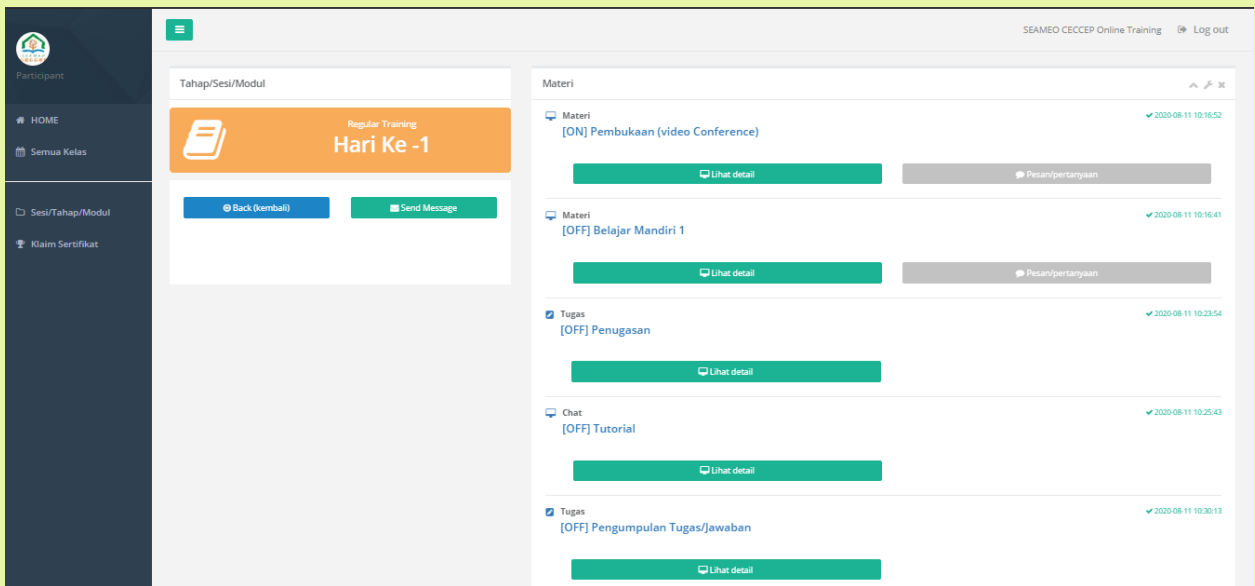 SEAMEO
Participant
HOME
Semua Kelas
Sesi/Tahap/Modul
Klaim Sertifikat
SEAMEO CECCEP Online Training Log out
Tahap/Sesi/Modul
Regular Training
Hari Ke -1
Back (kembali) Send Message
Materi
Materi 2020-08-11 10:16:52
[ON] Pembukaan (video Conference)
Lihat detail Pesan/pertanyaan
Materi 2020-08-11 10:16:41
[OFF] Belajar Mandiri 1
Lihat detail Pesan/pertanyaan
Tugas 2020-08-11 10:23:54
[OFF] Penugasan
Lihat detail
Chat 2020-08-11 10:25:43
[OFF] Tutorial
Lihat detail
Tugas 2020-08-11 10:30:13
[OFF] Pengumpulan Tugas/Jawaban
Lihat detail